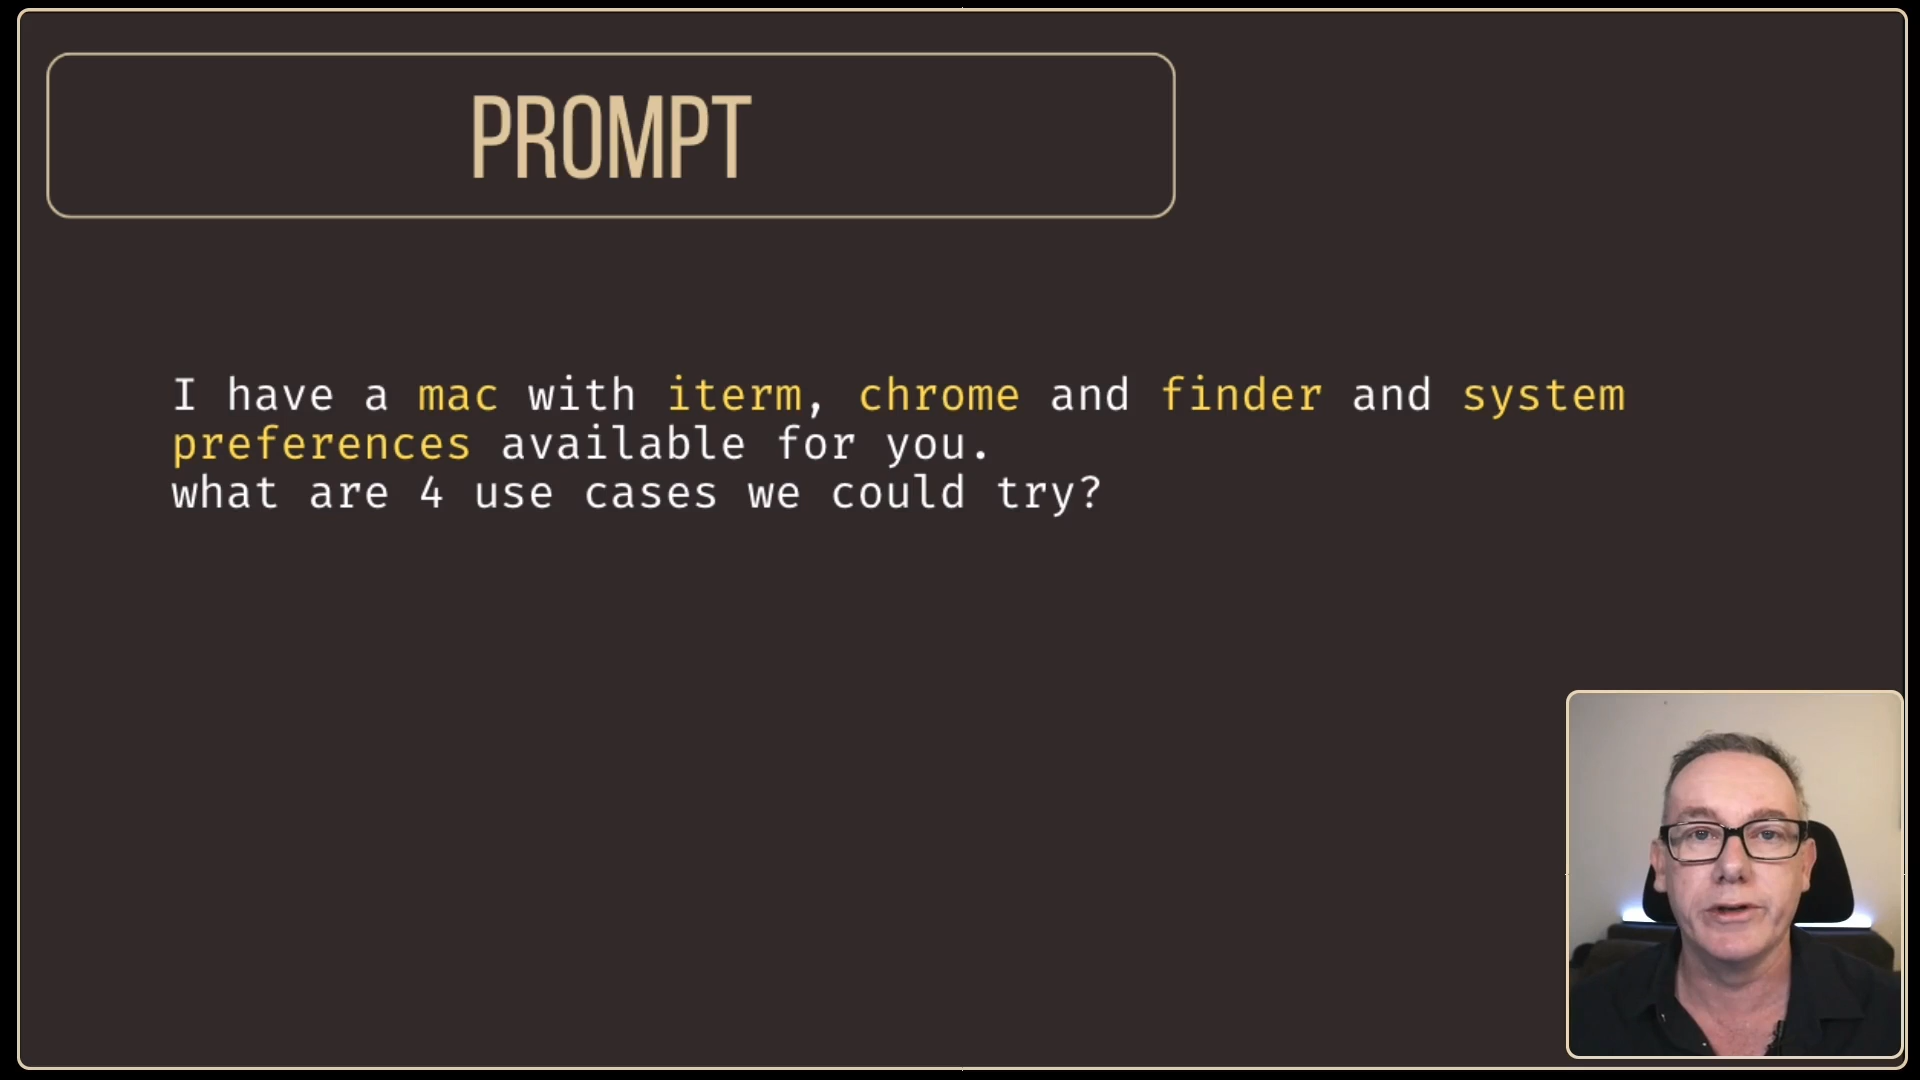 PROMPT
I have a mac with iterm, chrome and finder and system
preferences available for you.
what are 4 use cases we could try?